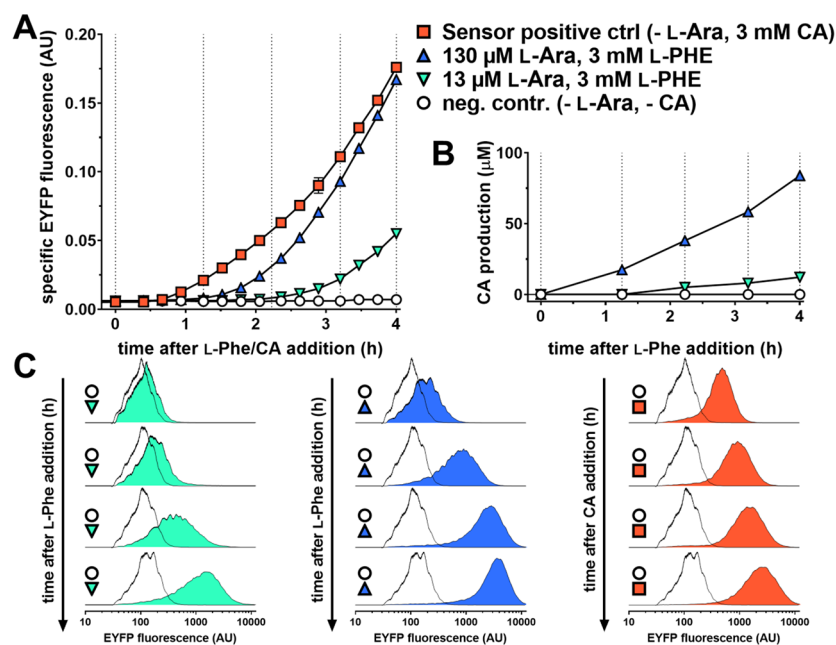 A
Sensor positive ctrl (- L-Ara, 3 mM CA)
130 µM L-Ara, 3 mM L-PHE
13 µM L-Ara, 3 mM L-PHE
neg. contr. (- L-Ara, - CA)
specific EYFP fluorescence (AU)
0.20
0.15
0.10
0.05
0.00
0 1 2 3 4
time after L-Phe/CA addition (h)
B
CA production (µM)
100
50
0
0 1 2 3 4
time after L-Phe addition (h)
C
time after L-Phe addition (h)
10 100 1000 10000
EYFP fluorescence (AU)
time after L-Phe addition (h)
10 100 1000 10000
EYFP fluorescence (AU)
time after CA addition (h)
10 100 1000 10000
EYFP fluorescence (AU)